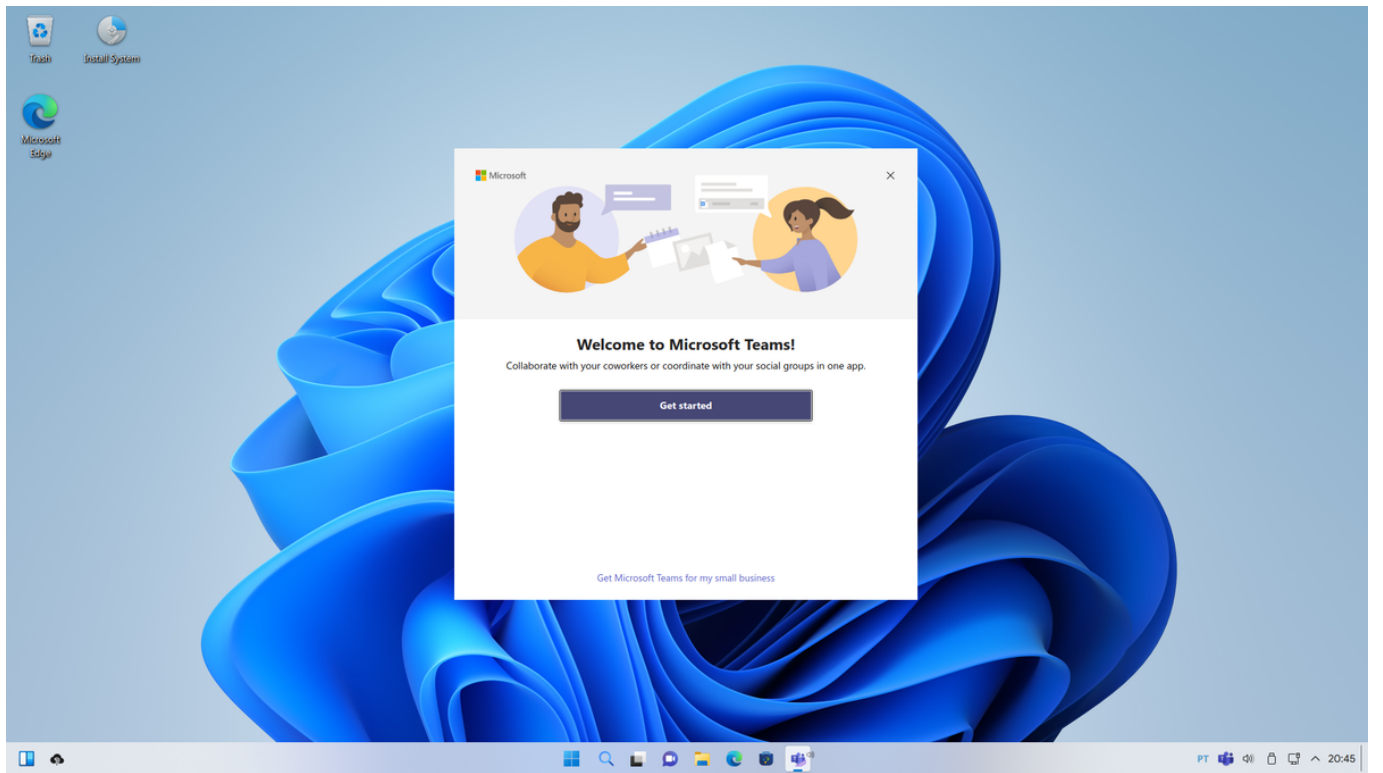 Trash
Install System
Microsoft
Edge
Microsoft
Welcome to Microsoft Teams!
Collaborate with your coworkers or coordinate with your social groups in one app.
Get started
Get Microsoft Teams for my small business
PT
20:45